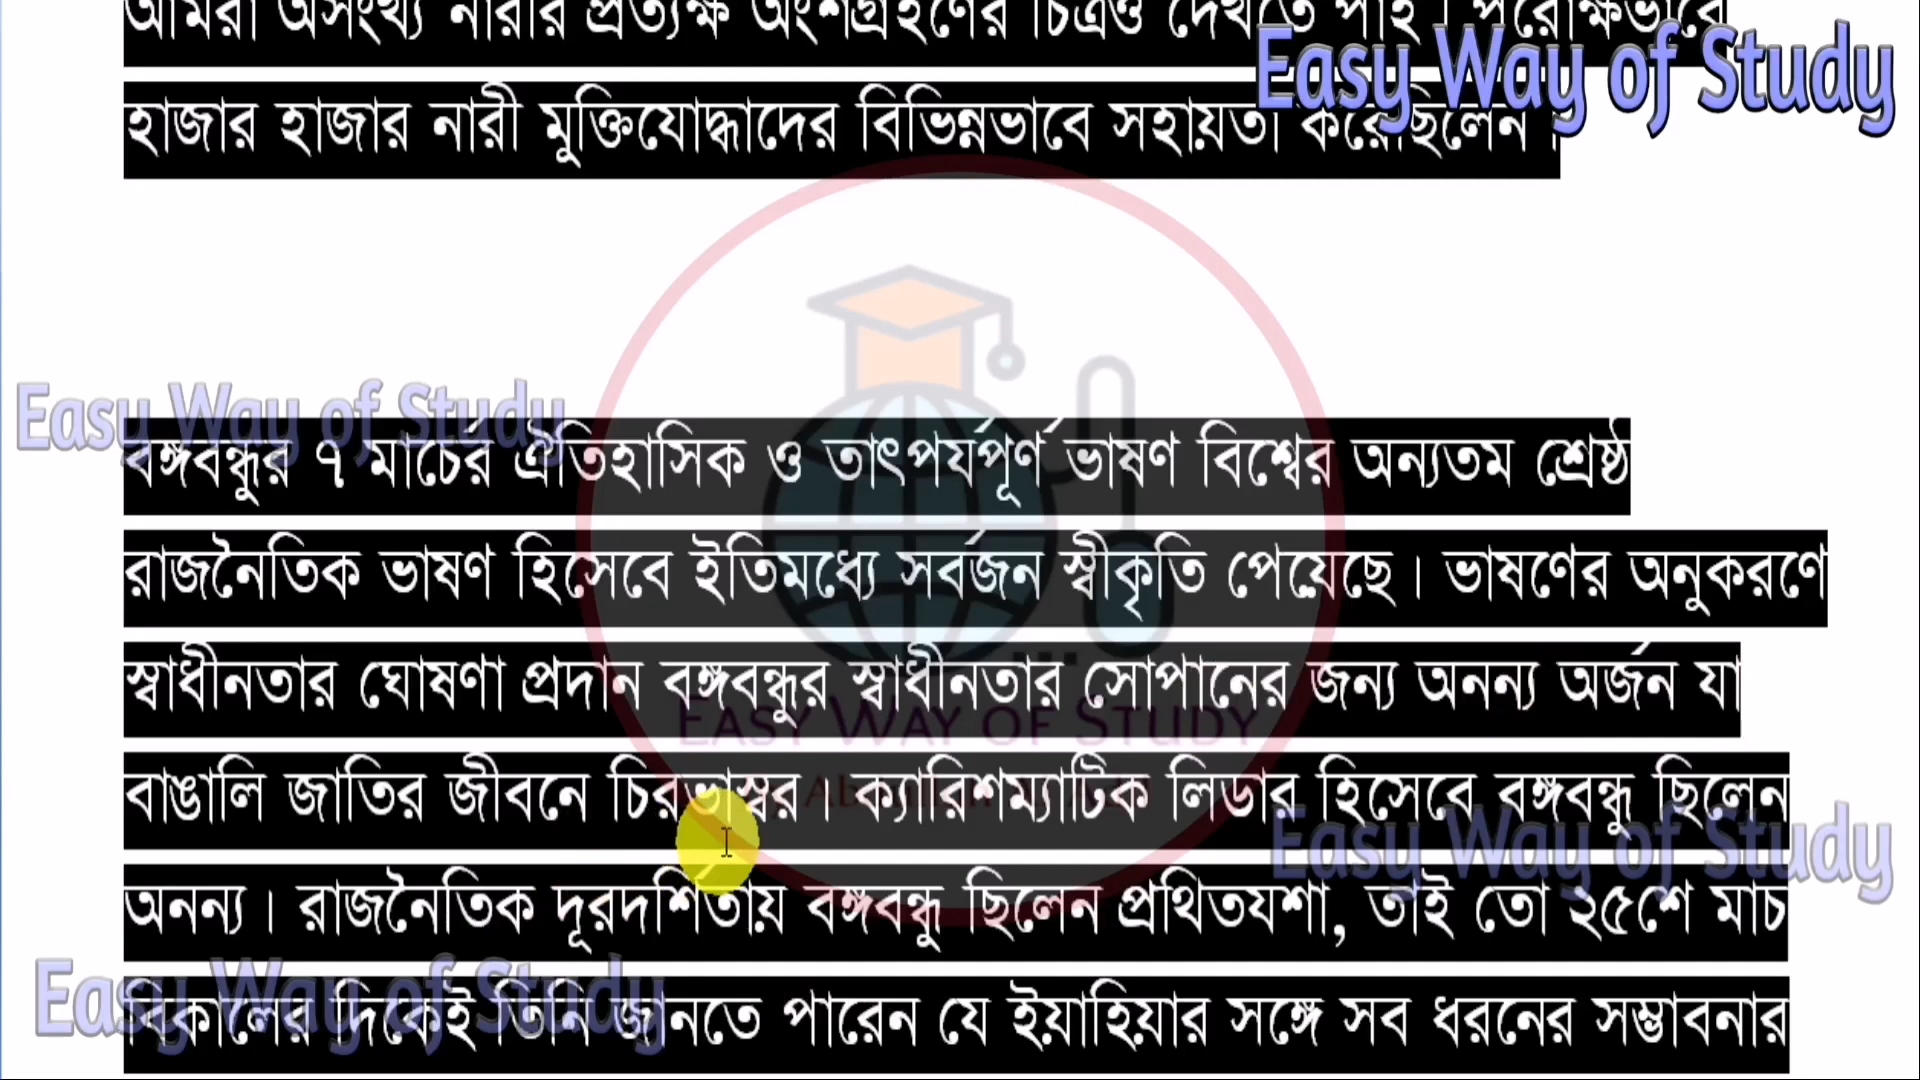 আমরা অসংখ্য নারীর প্রত্যক্ষ অংশগ্রহণের চিত্রও দেখতে পাই। পরোক্ষভাবে
Easy Way of Study
হাজার হাজার নারী মুক্তিযোদ্ধাদের বিভিন্নভাবে সহায়তা করেছিলেন।
Easy Way of Study
বঙ্গবন্ধুর ৭ মার্চের ঐতিহাসিক ও তাৎপর্যপূর্ণ ভাষণ বিশ্বের অন্যতম শ্রেষ্ঠ
রাজনৈতিক ভাষণ হিসেবে ইতিমধ্যে সর্বজন স্বীকৃতি পেয়েছে। ভাষণের অনুকরণে
স্বাধীনতার ঘোষণা প্রদান বঙ্গবন্ধুর স্বাধীনতার সোপানের জন্য অনন্য অর্জন যা
EASY WAY OF STUDY
বাঙালি জাতির জীবনে চিরভাস্বর। ক্যারিশম্যাটিক লিডার হিসেবে বঙ্গবন্ধু ছিলেন
Easy Way of Study
অনন্য। রাজনৈতিক দূরদর্শিতায় বঙ্গবন্ধু ছিলেন প্রথিতযশা, তাই তো ২৫শে মার্চ
Easy Way of Study
বিকালের দিকেই তিনি জানতে পারেন যে ইয়াহিয়ার সঙ্গে সব ধরনের সম্ভাবনার